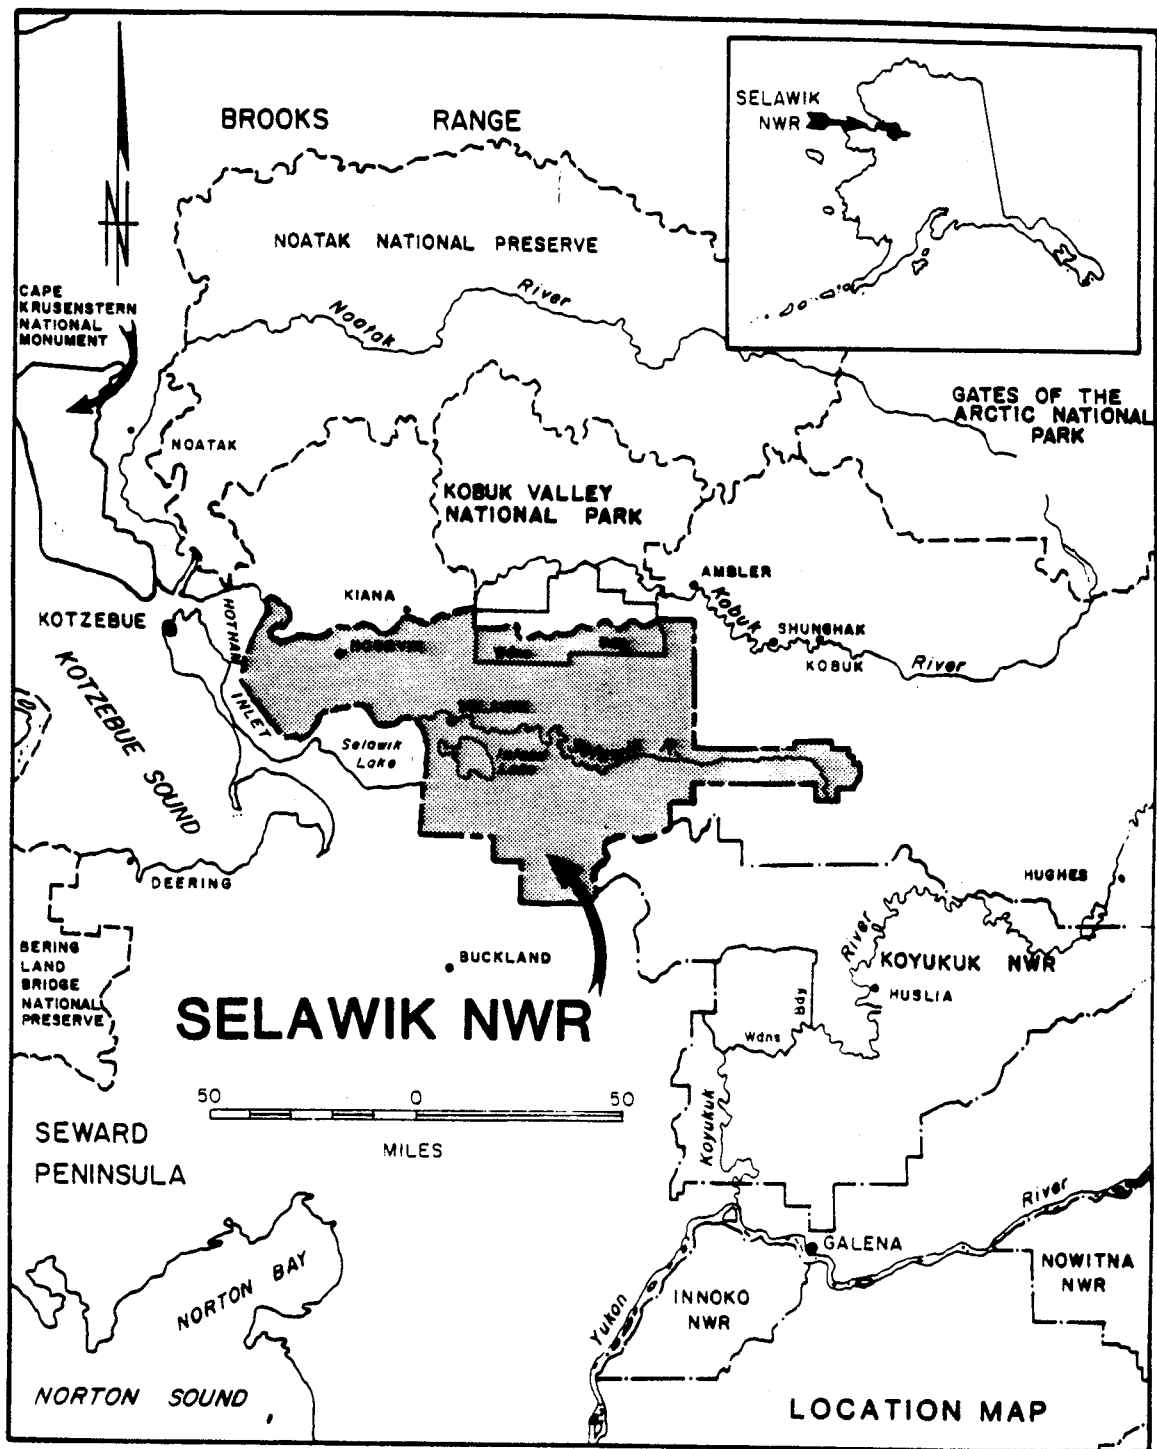 BROOKS RANGE
SELAWIK
NWR
NOATAK NATIONAL PRESERVE
CAPE
KRUSENSTERN
NATIONAL
MONUMENT
Noatak River
GATES OF THE
ARCTIC NATIONAL
PARK
NOATAK
KOBUK VALLEY
NATIONAL PARK
AMBLER
KIANA
KOTZEBUE
HOTHAM
INLET
Kobuk
SHUNGNAK
KOBUK
River
Wdns
KOTZEBUE SOUND
SELAWIK
Selawik
Lake
DEERING
HUGHES
BERING
LAND
BRIDGE
NATIONAL
PRESERVE
BUCKLAND
River
KOYUKUK NWR
HUSLIA
SELAWIK NWR
Wdns
Bdy
50 0 50
MILES
Koyukuk
SEWARD
PENINSULA
River
GALENA
NOWITNA
NWR
NORTON BAY
Yukon
INNOKO
NWR
NORTON SOUND
LOCATION MAP